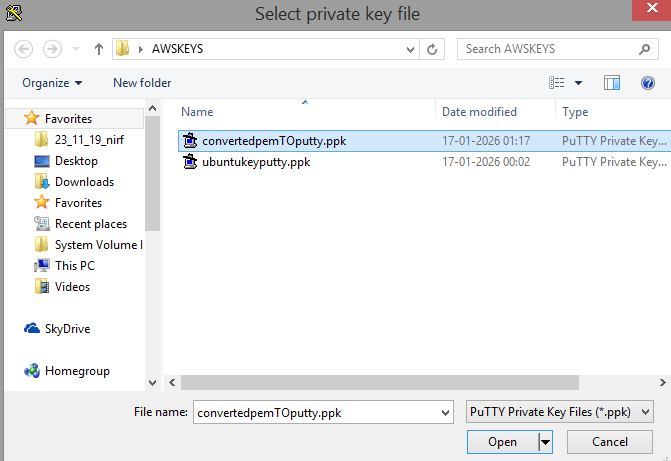 Select private key file
AWSKEYS
Search AWSKEYS
Organize New folder
Name Date modified Type
convertedpemTOputty.ppk 17-01-2026 01:17 PuTTY Private Key...
ubuntukeyputty.ppk 17-01-2026 00:02 PuTTY Private Key...
Favorites
23_11_19_nirf
Desktop
Downloads
Favorites
Recent places
System Volume I
This PC
Videos
SkyDrive
Homegroup
File name: convertedpemTOputty.ppk PuTTY Private Key Files (*.ppk)
Open Cancel